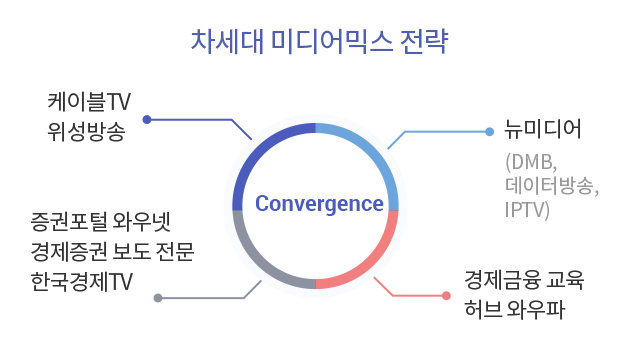 차세대 미디어믹스 전략
케이블TV
위성방송
뉴미디어
(DMB,
데이터방송,
IPTV)
Convergence
증권포털 와우넷
경제증권 보도 전문
한국경제TV
경제금융 교육
허브 와우파